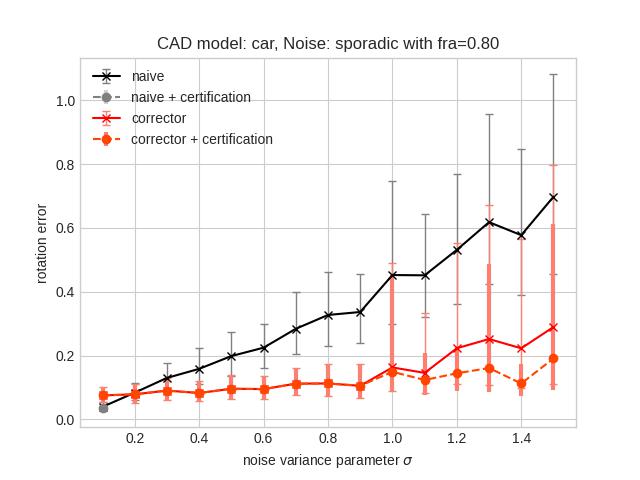 CAD model: car, Noise: sporadic with fra=0.80
naive
naive + certification
corrector
corrector + certification
rotation error
1.0
0.8
0.6
0.4
0.2
0.0
0.2 0.4 0.6 0.8 1.0 1.2 1.4
noise variance parameter σ